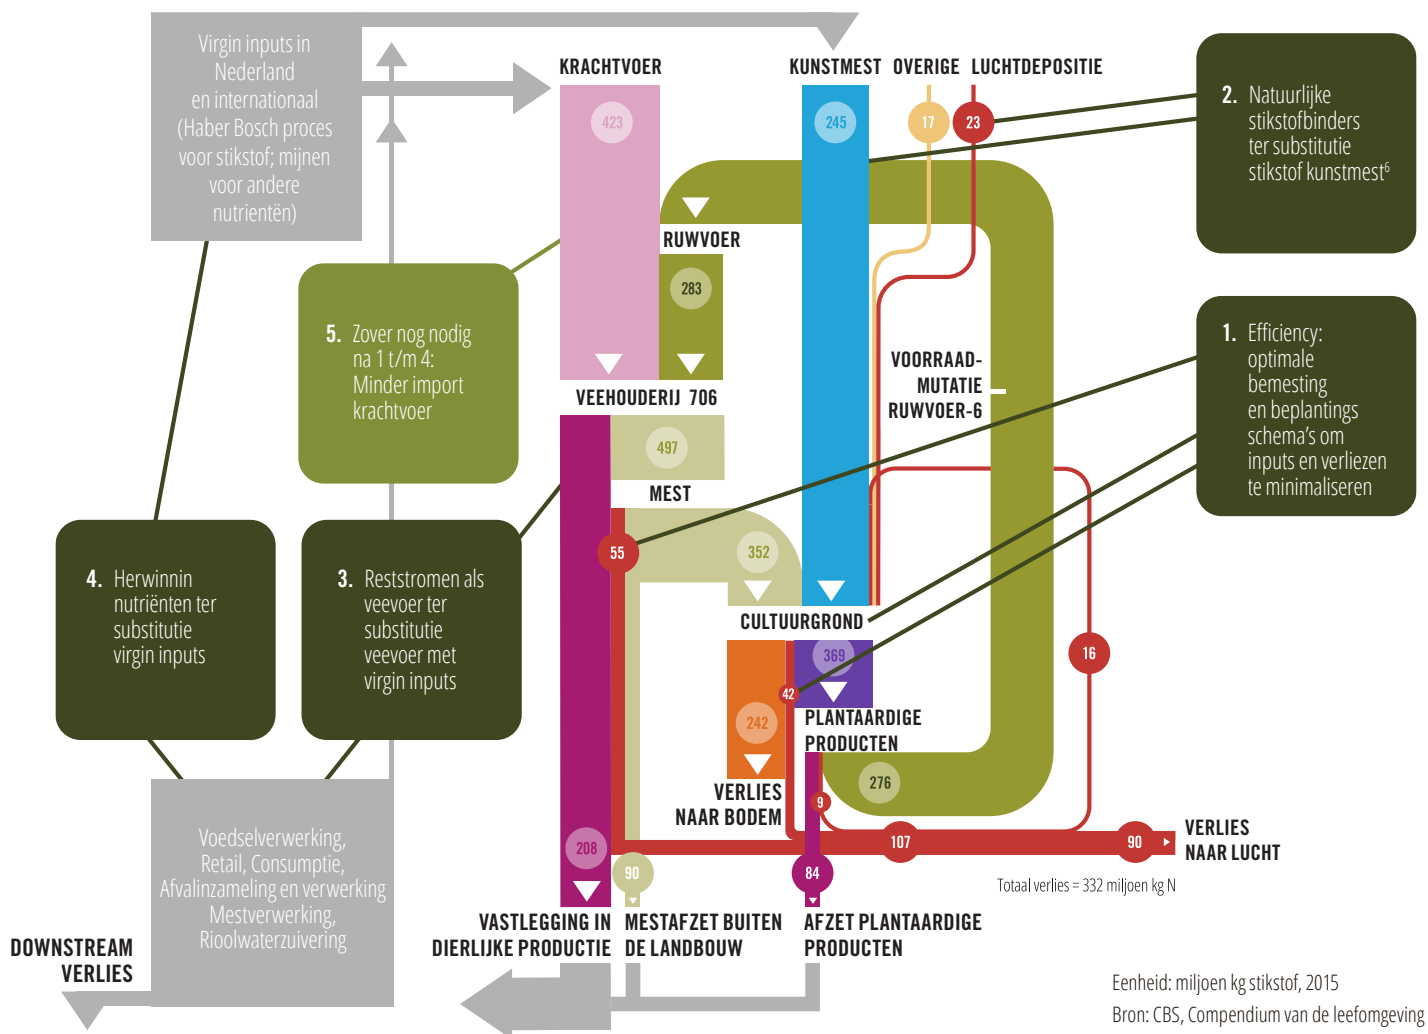 Virgin inputs in
Nederland
en internationaal
(Haber Bosch proces
voor stikstof; mijnen
voor andere
nutrientën)
KRACHTVOER
KUNSTMEST
OVERIGE
LUCHTDEPOSITIE
423
245
17
23
2. Natuurlijke
stikstofbinders
ter substitutie
stikstof kunstmest6
RUWVOER
283
5. Zover nog nodig
na 1 t/m 4:
Minder import
krachtvoer
VOORRAAD-
MUTATIE
RUWVOER-6
1. Efficiency:
optimale
bemesting
en beplantings
schema's om
inputs en verliezen
te minimaliseren
VEEHOUDERIJ 706
497
MEST
55
352
4. Herwinnin
nutriënten ter
substitutie
virgin inputs
3. Reststromen als
veevoer ter
substitutie
veevoer met
virgin inputs
CULTUURGROND
369
16
42
242
PLANTAARDIGE
PRODUCTEN
276
9
VERLIES
NAAR BODEM
208
107
90
VERLIES
NAAR LUCHT
90
84
Totaal verlies = 332 miljoen kg N
Voedselverwerking,
Retail, Consumptie,
Afvalinzameling en verwerking
Mestverwerking,
Rioolwaterzuivering
VASTLEGGING IN
DIERLIJKE PRODUCTIE
MESTAFZET BUITEN
DE LANDBOUW
AFZET PLANTAARDIGE
PRODUCTEN
DOWNSTREAM
VERLIES
Eenheid: miljoen kg stikstof, 2015
Bron: CBS, Compendium van de leefomgeving